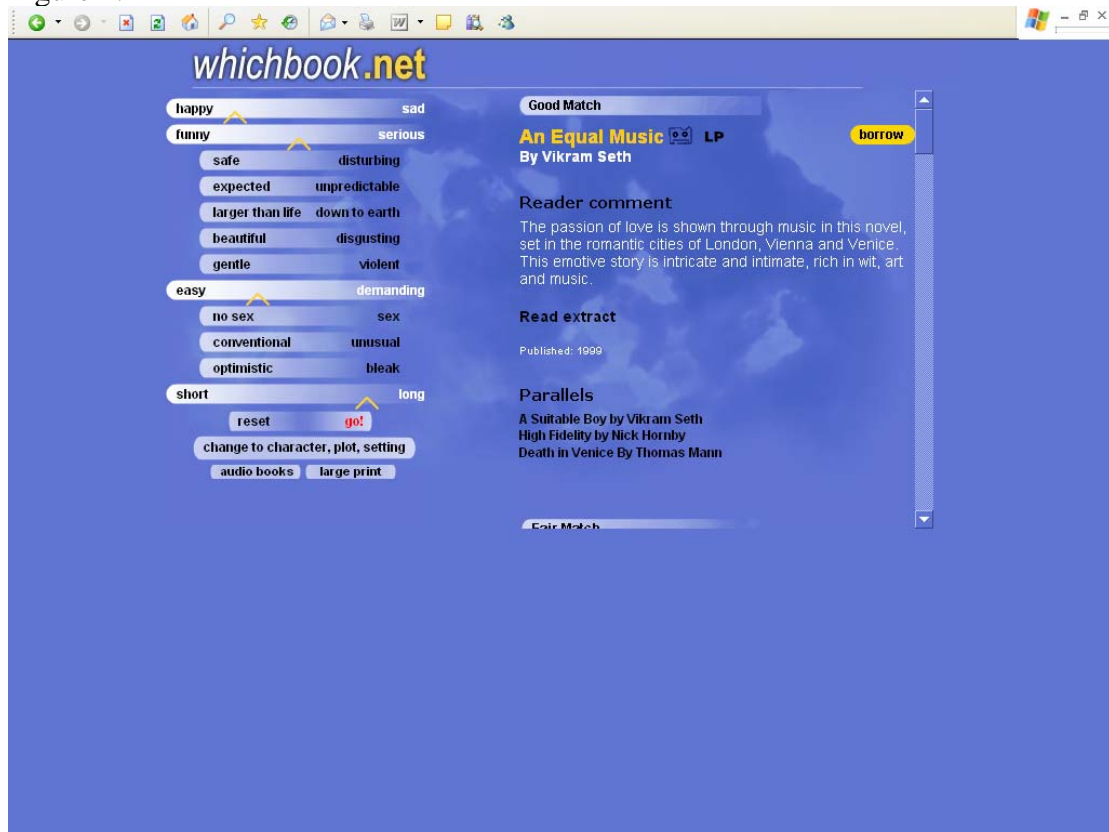 whichbook.net
happy sad
funny serious
safe disturbing
expected unpredictable
larger than life down to earth
beautiful disgusting
gentle violent
easy demanding
no sex sex
conventional unusual
optimistic bleak
short long
reset go!
change to character, plot, setting
audio books large print
Good Match
An Equal Music LP borrow
By Vikram Seth
Reader comment
The passion of love is shown through music in this novel,
set in the romantic cities of London, Vienna and Venice.
This emotive story is intricate and intimate, rich in wit, art
and music.
Read extract
Published: 1999
Parallels
A Suitable Boy by Vikram Seth
High Fidelity by Nick Hornby
Death in Venice By Thomas Mann
Fair Match